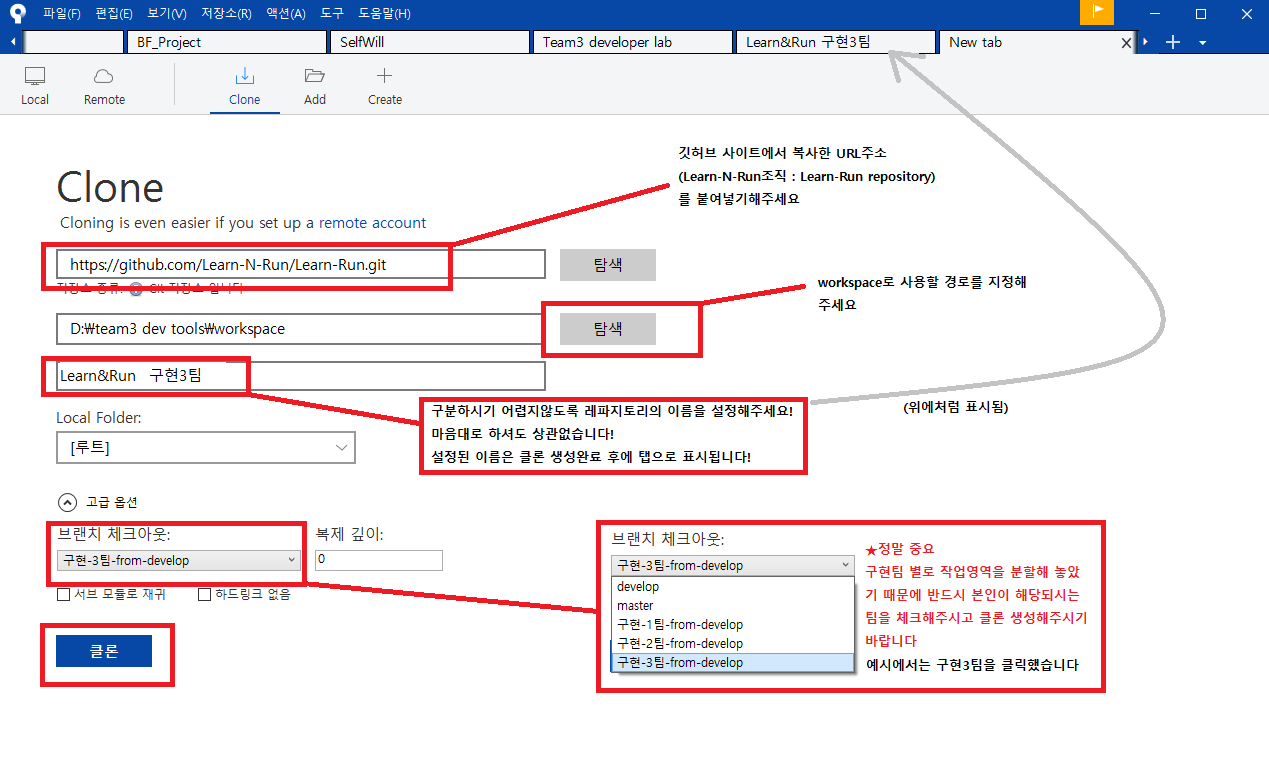 파일(F) 편집(E) 보기(V) 저장소(R) 액션(A) 도구 도움말(H)
BF_Project SelfWill Team3 developer lab Learn&Run 구현3팀 New tab
Local Remote Clone Add Create
깃허브 사이트에서 복사한 URL주소
(Learn-N-Run조직 : Learn-Run repository)
를 붙여넣기해주세요
Clone
Cloning is even easier if you set up a remote account
https://github.com/Learn-N-Run/Learn-Run.git 탐색
저장소 종류: Git 저장소 입니다
workspace로 사용할 경로를 지정해
주세요
D:₩team3 dev tools₩workspace 탐색
Learn&Run 구현3팀
구분하시기 어렵지않도록 레파지토리의 이름을 설정해주세요!
마음대로 하셔도 상관없습니다!
설정된 이름은 클론 생성완료 후에 탭으로 표시됩니다!
(위에처럼 표시됨)
Local Folder:
[루트]
고급 옵션
브랜치 체크아웃: 복제 깊이:
구현-3팀-from-develop 0
서브 모듈로 재귀 하드링크 없음
클론
브랜치 체크아웃:
구현-3팀-from-develop
develop
master
구현-1팀-from-develop
구현-2팀-from-develop
구현-3팀-from-develop
★정말 중요
구현팀 별로 작업영역을 분할해 놓았
기 때문에 반드시 본인이 해당되시는
팀을 체크해주시고 클론 생성해주시기
바랍니다
예시에서는 구현3팀을 클릭했습니다